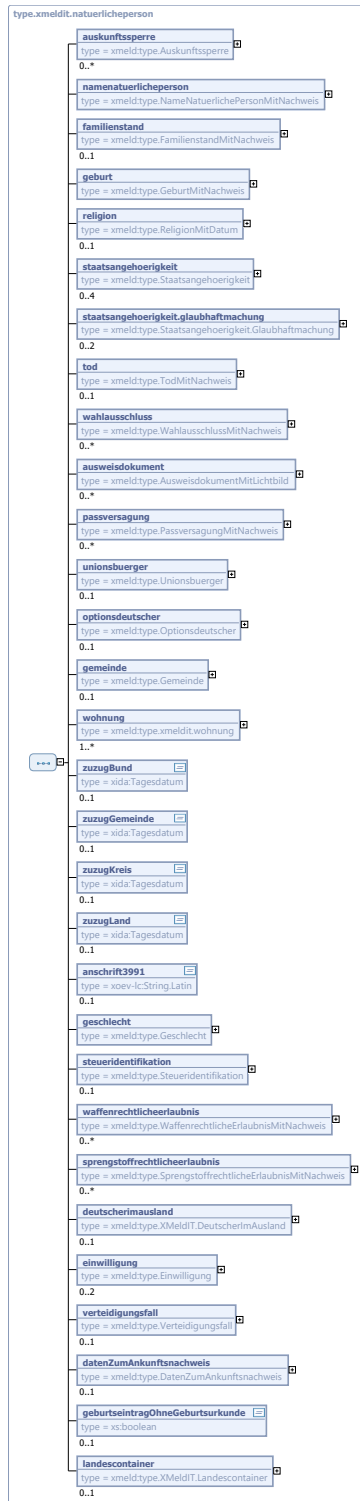 type.xmeldit.natuerlicheperson
auskunftssperre
type = xmeld:type.Auskunftssperre
0..*
namenatuerlicheperson
type = xmeld:type.NameNatuerlichePersonMitNachweis
familienstand
type = xmeld:type.FamilienstandMitNachweis
0..1
geburt
type = xmeld:type.GeburtMitNachweis
religion
type = xmeld:type.ReligionMitDatum
0..1
staatsangehoerigkeit
type = xmeld:type.Staatsangehoerigkeit
0..4
staatsangehoerigkeit.glaubhaftmachung
type = xmeld:type.Staatsangehoerigkeit.Glaubhaftmachung
0..2
tod
type = xmeld:type.TodMitNachweis
0..1
wahlausschluss
type = xmeld:type.WahlausschlussMitNachweis
0..*
ausweisdokument
type = xmeld:type.AusweisdokumentMitLichtbild
0..*
passversagung
type = xmeld:type.PassversagungMitNachweis
0..*
unionsbuerger
type = xmeld:type.Unionsbuerger
0..1
optionsdeutscher
type = xmeld:type.Optionsdeutscher
0..1
gemeinde
type = xmeld:type.Gemeinde
0..1
wohnung
type = xmeld:type.xmeldit.wohnung
1..*
zuzugBund
type = xida:Tagesdatum
0..1
zuzugGemeinde
type = xida:Tagesdatum
0..1
zuzugKreis
type = xida:Tagesdatum
0..1
zuzugLand
type = xida:Tagesdatum
0..1
anschrift3991
type = xoev-lc:String.Latin
0..1
geschlecht
type = xmeld:type.Geschlecht
steueridentifikation
type = xmeld:type.Steueridentifikation
0..1
waffenrechtlicheerlaubnis
type = xmeld:type.WaffenrechtlicheErlaubnisMitNachweis
0..*
sprengstoffrechtlicheerlaubnis
type = xmeld:type.SprengstoffrechtlicheErlaubnisMitNachweis
0..*
deutscherimausland
type = xmeld:type.XMeldIT.DeutscherImAusland
0..1
einwilligung
type = xmeld:type.Einwilligung
0..2
verteidigungsfall
type = xmeld:type.Verteidigungsfall
0..1
datenZumAnkunftsnachweis
type = xmeld:type.DatenZumAnkunftsnachweis
0..1
geburtseintragOhneGeburtsurkunde
type = xs:boolean
0..1
landescontainer
type = xmeld:type.XMeldIT.Landescontainer
0..1